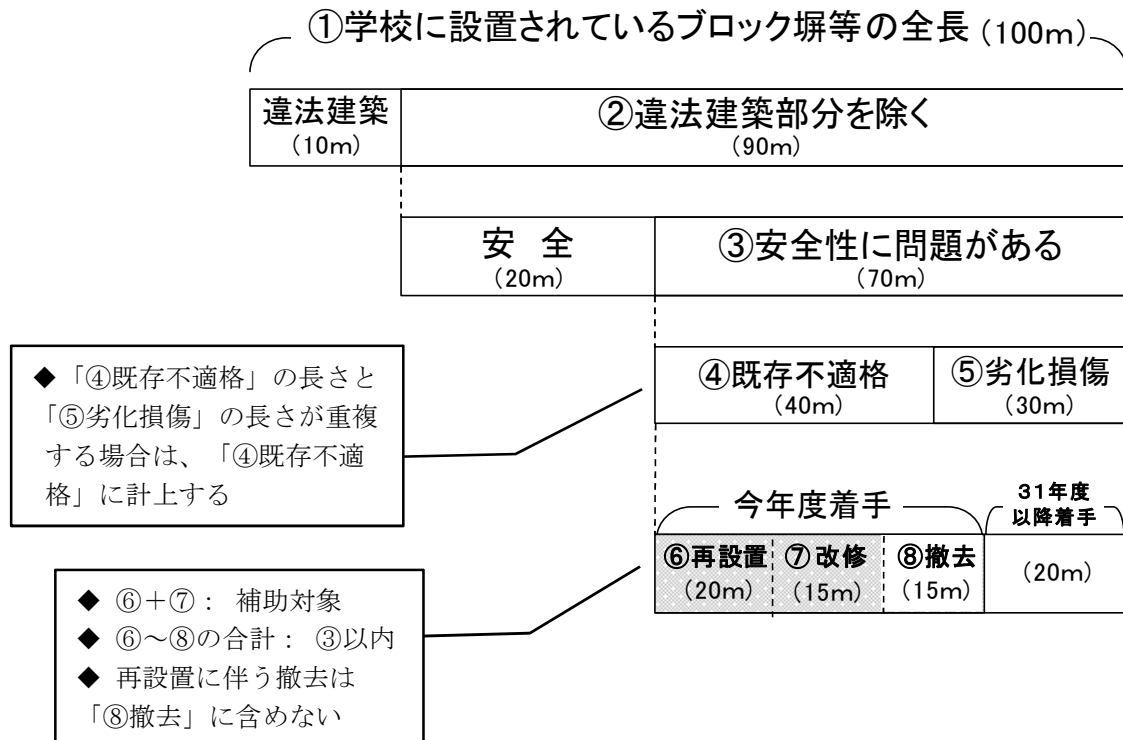 ①学校に設置されているブロック塀等の全長(100m)
違法建築
(10m)
②違法建築部分を除く
(90m)
安 全
(20m)
③安全性に問題がある
(70m)
④既存不適格
(40m)
⑤劣化損傷
(30m)
◆「④既存不適格」の長さと
「⑤劣化損傷」の長さが重複
する場合は、「④既存不適
格」に計上する
今年度着手
31年度
以降着手
⑥再設置
(20m)
⑦改修
(15m)
⑧撤去
(15m)
(20m)
◆ ⑥+⑦: 補助対象
◆ ⑥~⑧の合計: ③以内
◆ 再設置に伴う撤去は
「⑧撤去」に含めない